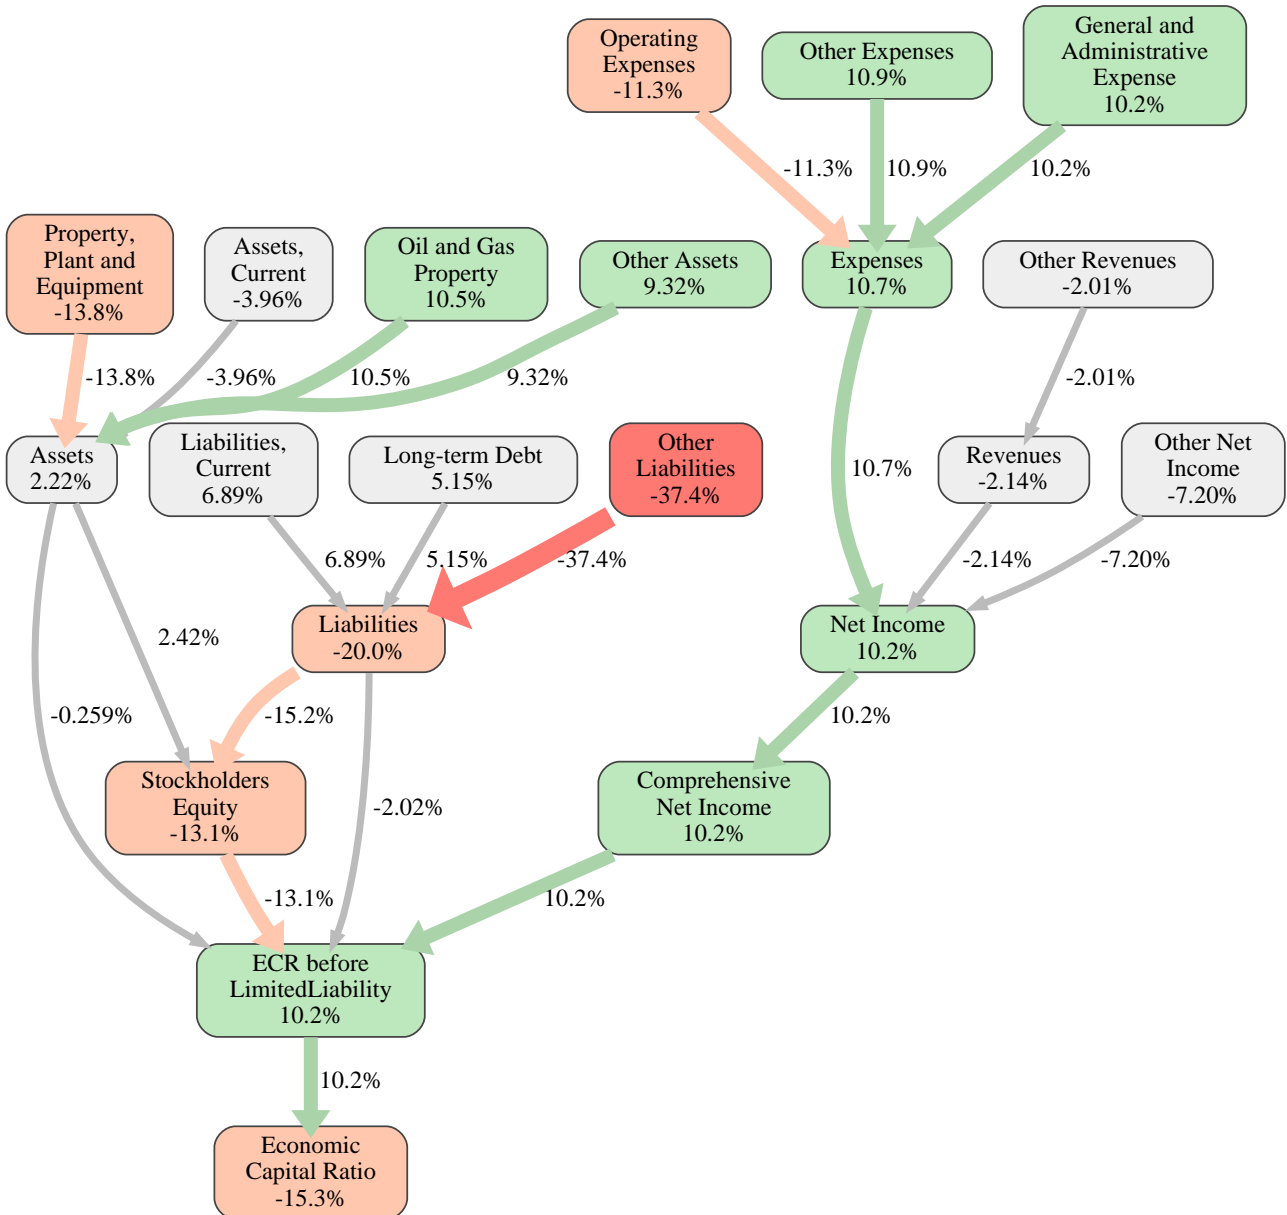 Operating
Expenses
-11.3%
Other Expenses
10.9%
General and
Administrative
Expense
10.2%
-11.3%
10.9%
10.2%
Property,
Plant and
Equipment
-13.8%
Assets,
Current
-3.96%
Oil and Gas
Property
10.5%
Other Assets
9.32%
Expenses
10.7%
Other Revenues
-2.01%
-13.8%
-3.96%
10.5%
9.32%
-2.01%
Assets
2.22%
Liabilities,
Current
6.89%
Long-term Debt
5.15%
Other
Liabilities
-37.4%
10.7%
Revenues
-2.14%
Other Net
Income
-7.20%
6.89%
5.15%
-37.4%
-2.14%
-7.20%
Liabilities
-20.0%
Net Income
10.2%
2.42%
-0.259%
-15.2%
10.2%
Stockholders
Equity
-13.1%
-2.02%
Comprehensive
Net Income
10.2%
-13.1%
10.2%
ECR before
LimitedLiability
10.2%
10.2%
Economic
Capital Ratio
-15.3%